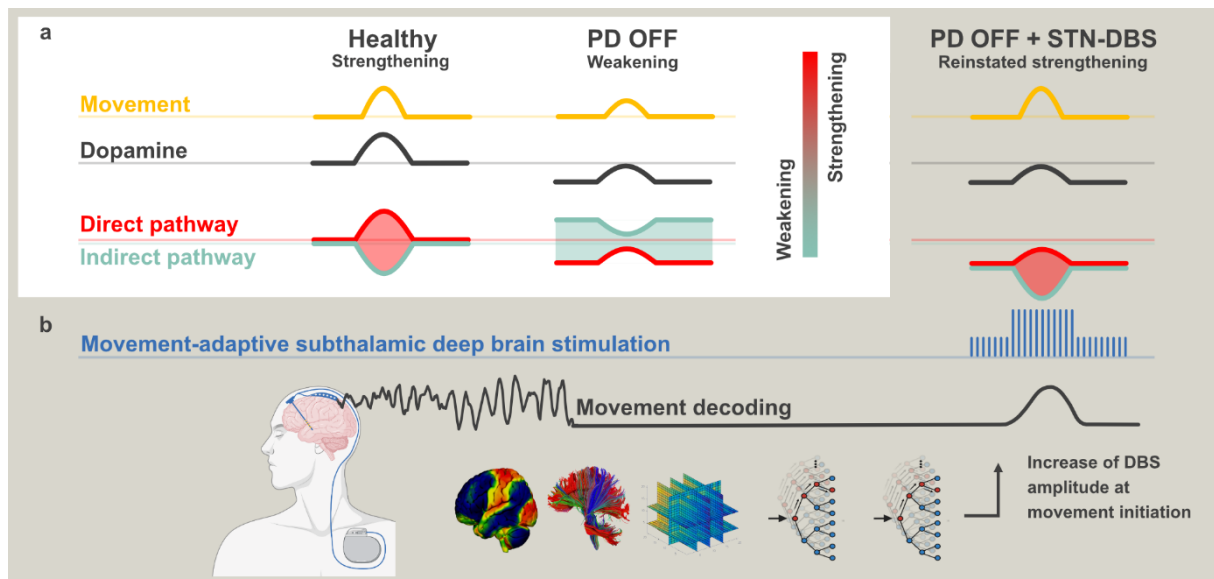 a
Healthy
Strengthening
PD OFF
Weakening
PD OFF + STN-DBS
Reinstated strengthening
Movement
Dopamine
Direct pathway
Indirect pathway
Weakening
Strengthening
b
Movement-adaptive subthalamic deep brain stimulation
Movement decoding
Increase of DBS
amplitude at
movement initiation